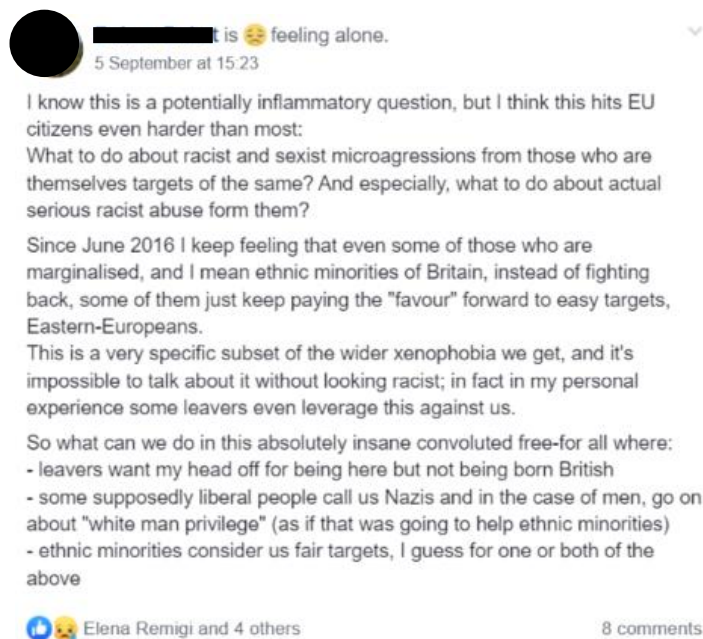 t is feeling alone.
5 September at 15:23
I know this is a potentially inflammatory question, but I think this hits EU
citizens even harder than most:
What to do about racist and sexist microagressions from those who are
themselves targets of the same? And especially, what to do about actual
serious racist abuse form them?
Since June 2016 I keep feeling that even some of those who are
marginalised, and I mean ethnic minorities of Britain, instead of fighting
back, some of them just keep paying the "favour" forward to easy targets,
Eastern-Europeans.
This is a very specific subset of the wider xenophobia we get, and it's
impossible to talk about it without looking racist; in fact in my personal
experience some leavers even leverage this against us.
So what can we do in this absolutely insane convoluted free-for all where:
- leavers want my head off for being here but not being born British
- some supposedly liberal people call us Nazis and in the case of men, go on
about "white man privilege" (as if that was going to help ethnic minorities)
- ethnic minorities consider us fair targets, I guess for one or both of the
above
Elena Remigi and 4 others 8 comments